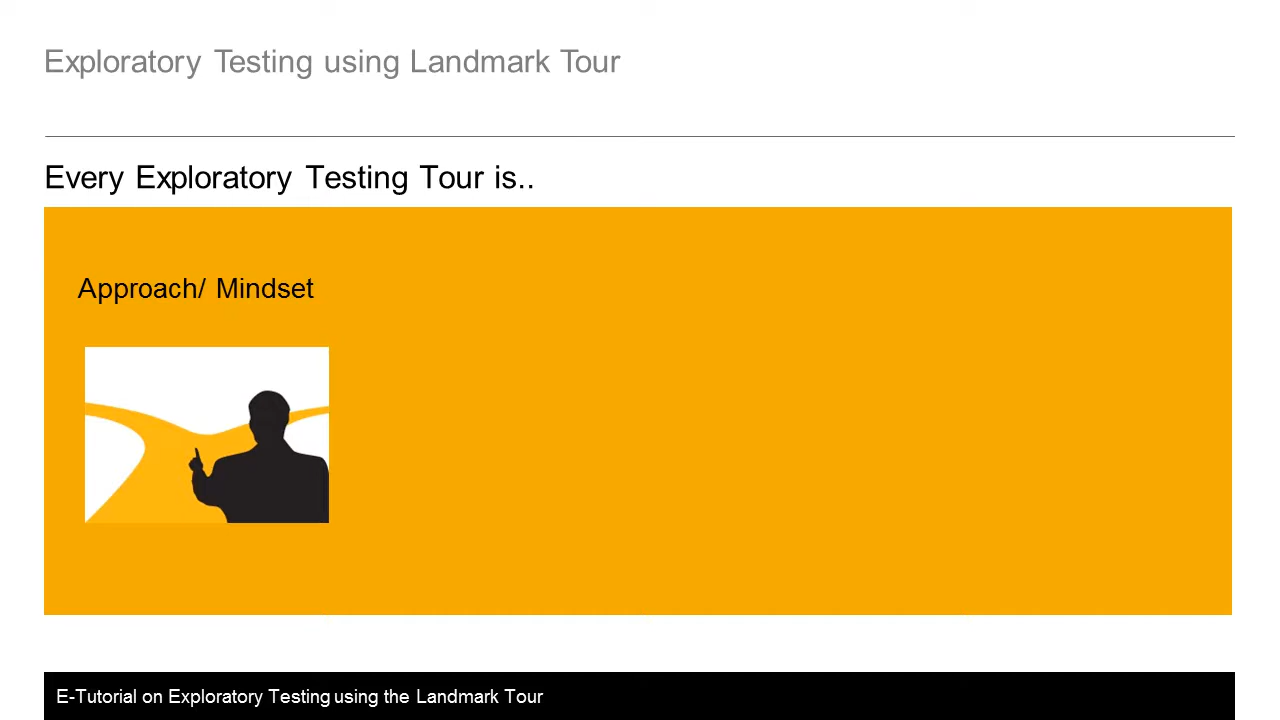 Exploratory Testing using Landmark Tour
Every Exploratory Testing Tour is..
Approach/ Mindset
E-Tutorial on Exploratory Testing using the Landmark Tour